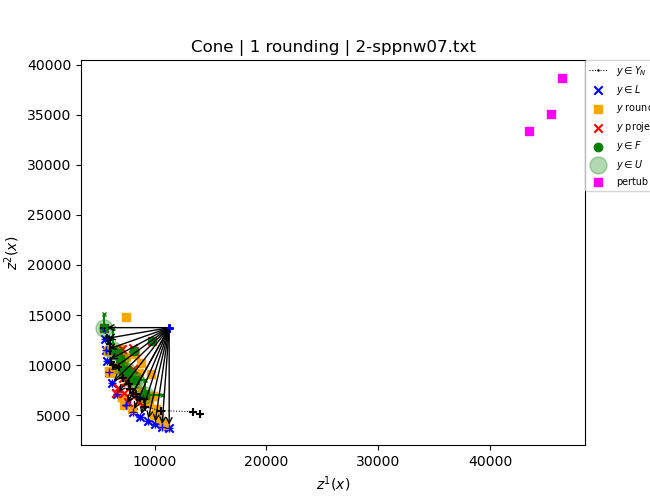 Cone | 1 rounding | 2-sppnw07.txt
40000
35000
30000
25000
20000
15000
10000
5000
z²(x)
10000 20000 30000 40000
z¹(x)
y ∈ Y_N
y ∈ L
y roun
y proje
y ∈ F
y ∈ U
pertub